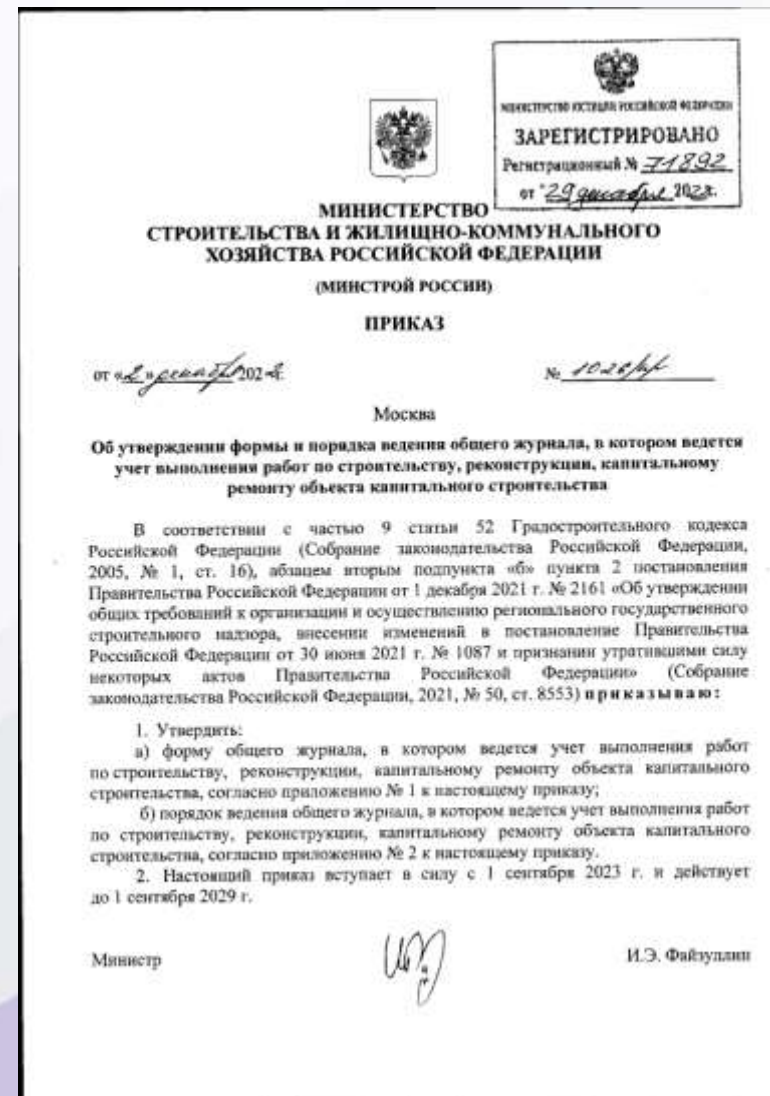 МИНИСТЕРСТВО ЮСТИЦИИ РОССИЙСКОЙ ФЕДЕРАЦИИ
ЗАРЕГИСТРИРОВАНО
Регистрационный № 71892
от "29 декабря 2022г.
МИНИСТЕРСТВО
СТРОИТЕЛЬСТВА И ЖИЛИЩНО-КОММУНАЛЬНОГО
ХОЗЯЙСТВА РОССИЙСКОЙ ФЕДЕРАЦИИ
(МИНСТРОЙ РОССИИ)
ПРИКАЗ
от «2» декабря 2022г.
№ 1026/пр
Москва
Об утверждении формы и порядка ведения общего журнала, в котором ведется
учет выполнения работ по строительству, реконструкции, капитальному
ремонту объекта капитального строительства
В соответствии с частью 9 статьи 52 Градостроительного кодекса
Российской Федерации (Собрание законодательства Российской Федерации,
2005, № 1, ст. 16), абзацем вторым подпункта «б» пункта 2 постановления
Правительства Российской Федерации от 1 декабря 2021 г. № 2161 «Об утверждении
общих требований к организации и осуществлению регионального государственного
строительного надзора, внесении изменений в постановление Правительства
Российской Федерации от 30 июня 2021 г. № 1087 и признании утратившими силу
некоторых актов Правительства Российской Федерации» (Собрание
законодательства Российской Федерации, 2021, № 50, ст. 8553) приказываю:
1. Утвердить:
а) форму общего журнала, в котором ведется учет выполнения работ
по строительству, реконструкции, капитальному ремонту объекта капитального
строительства, согласно приложению № 1 к настоящему приказу;
б) порядок ведения общего журнала, в котором ведется учет выполнения работ
по строительству, реконструкции, капитальному ремонту объекта капитального
строительства, согласно приложению № 2 к настоящему приказу.
2. Настоящий приказ вступает в силу с 1 сентября 2023 г. и действует
до 1 сентября 2029 г.
Министр
И.Э. Файзуллин